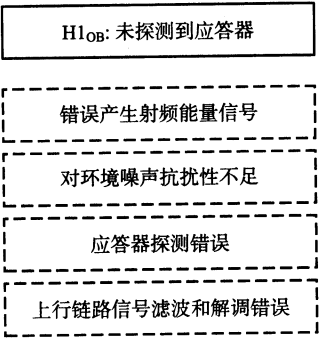 H1OB: 未探测到应答器
错误产生射频能量信号
对环境噪声抗扰性不足
应答器探测错误
上行链路信号滤波和解调错误